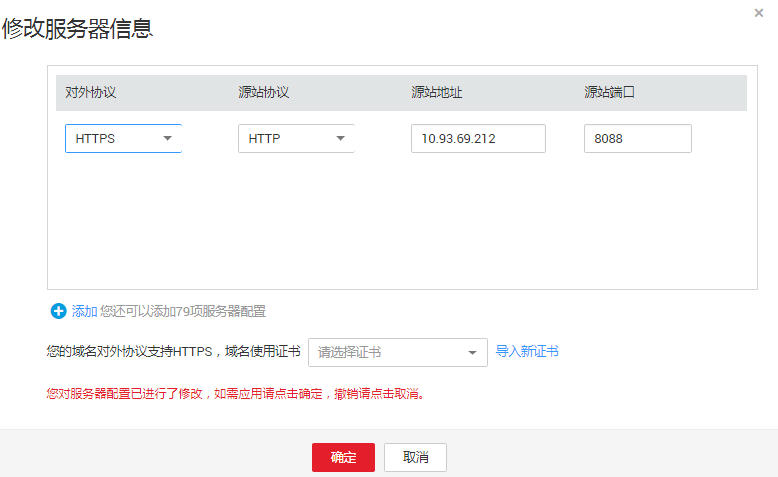 ×
修改服务器信息
对外协议 源站协议 源站地址 源站端口
HTTPS HTTP 10.93.69.212 8088
添加 您还可以添加79项服务器配置
您的域名对外协议支持HTTPS，域名使用证书 请选择证书 导入新证书
您对服务器配置已进行了修改，如需应用请点击确定，撤销请点击取消。
确定 取消